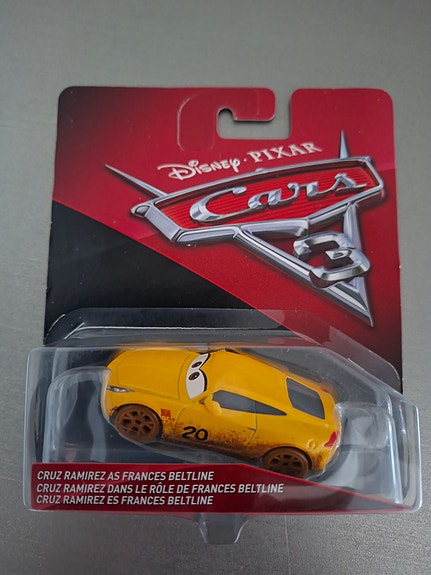 Disney · PIXAR
Cars
3
20
CRUZ RAMIREZ AS FRANCES BELTLINE
CRUZ RAMIREZ DANS LE RÔLE DE FRANCES BELTLINE
CRUZ RAMIREZ ES FRANCES BELTLINE